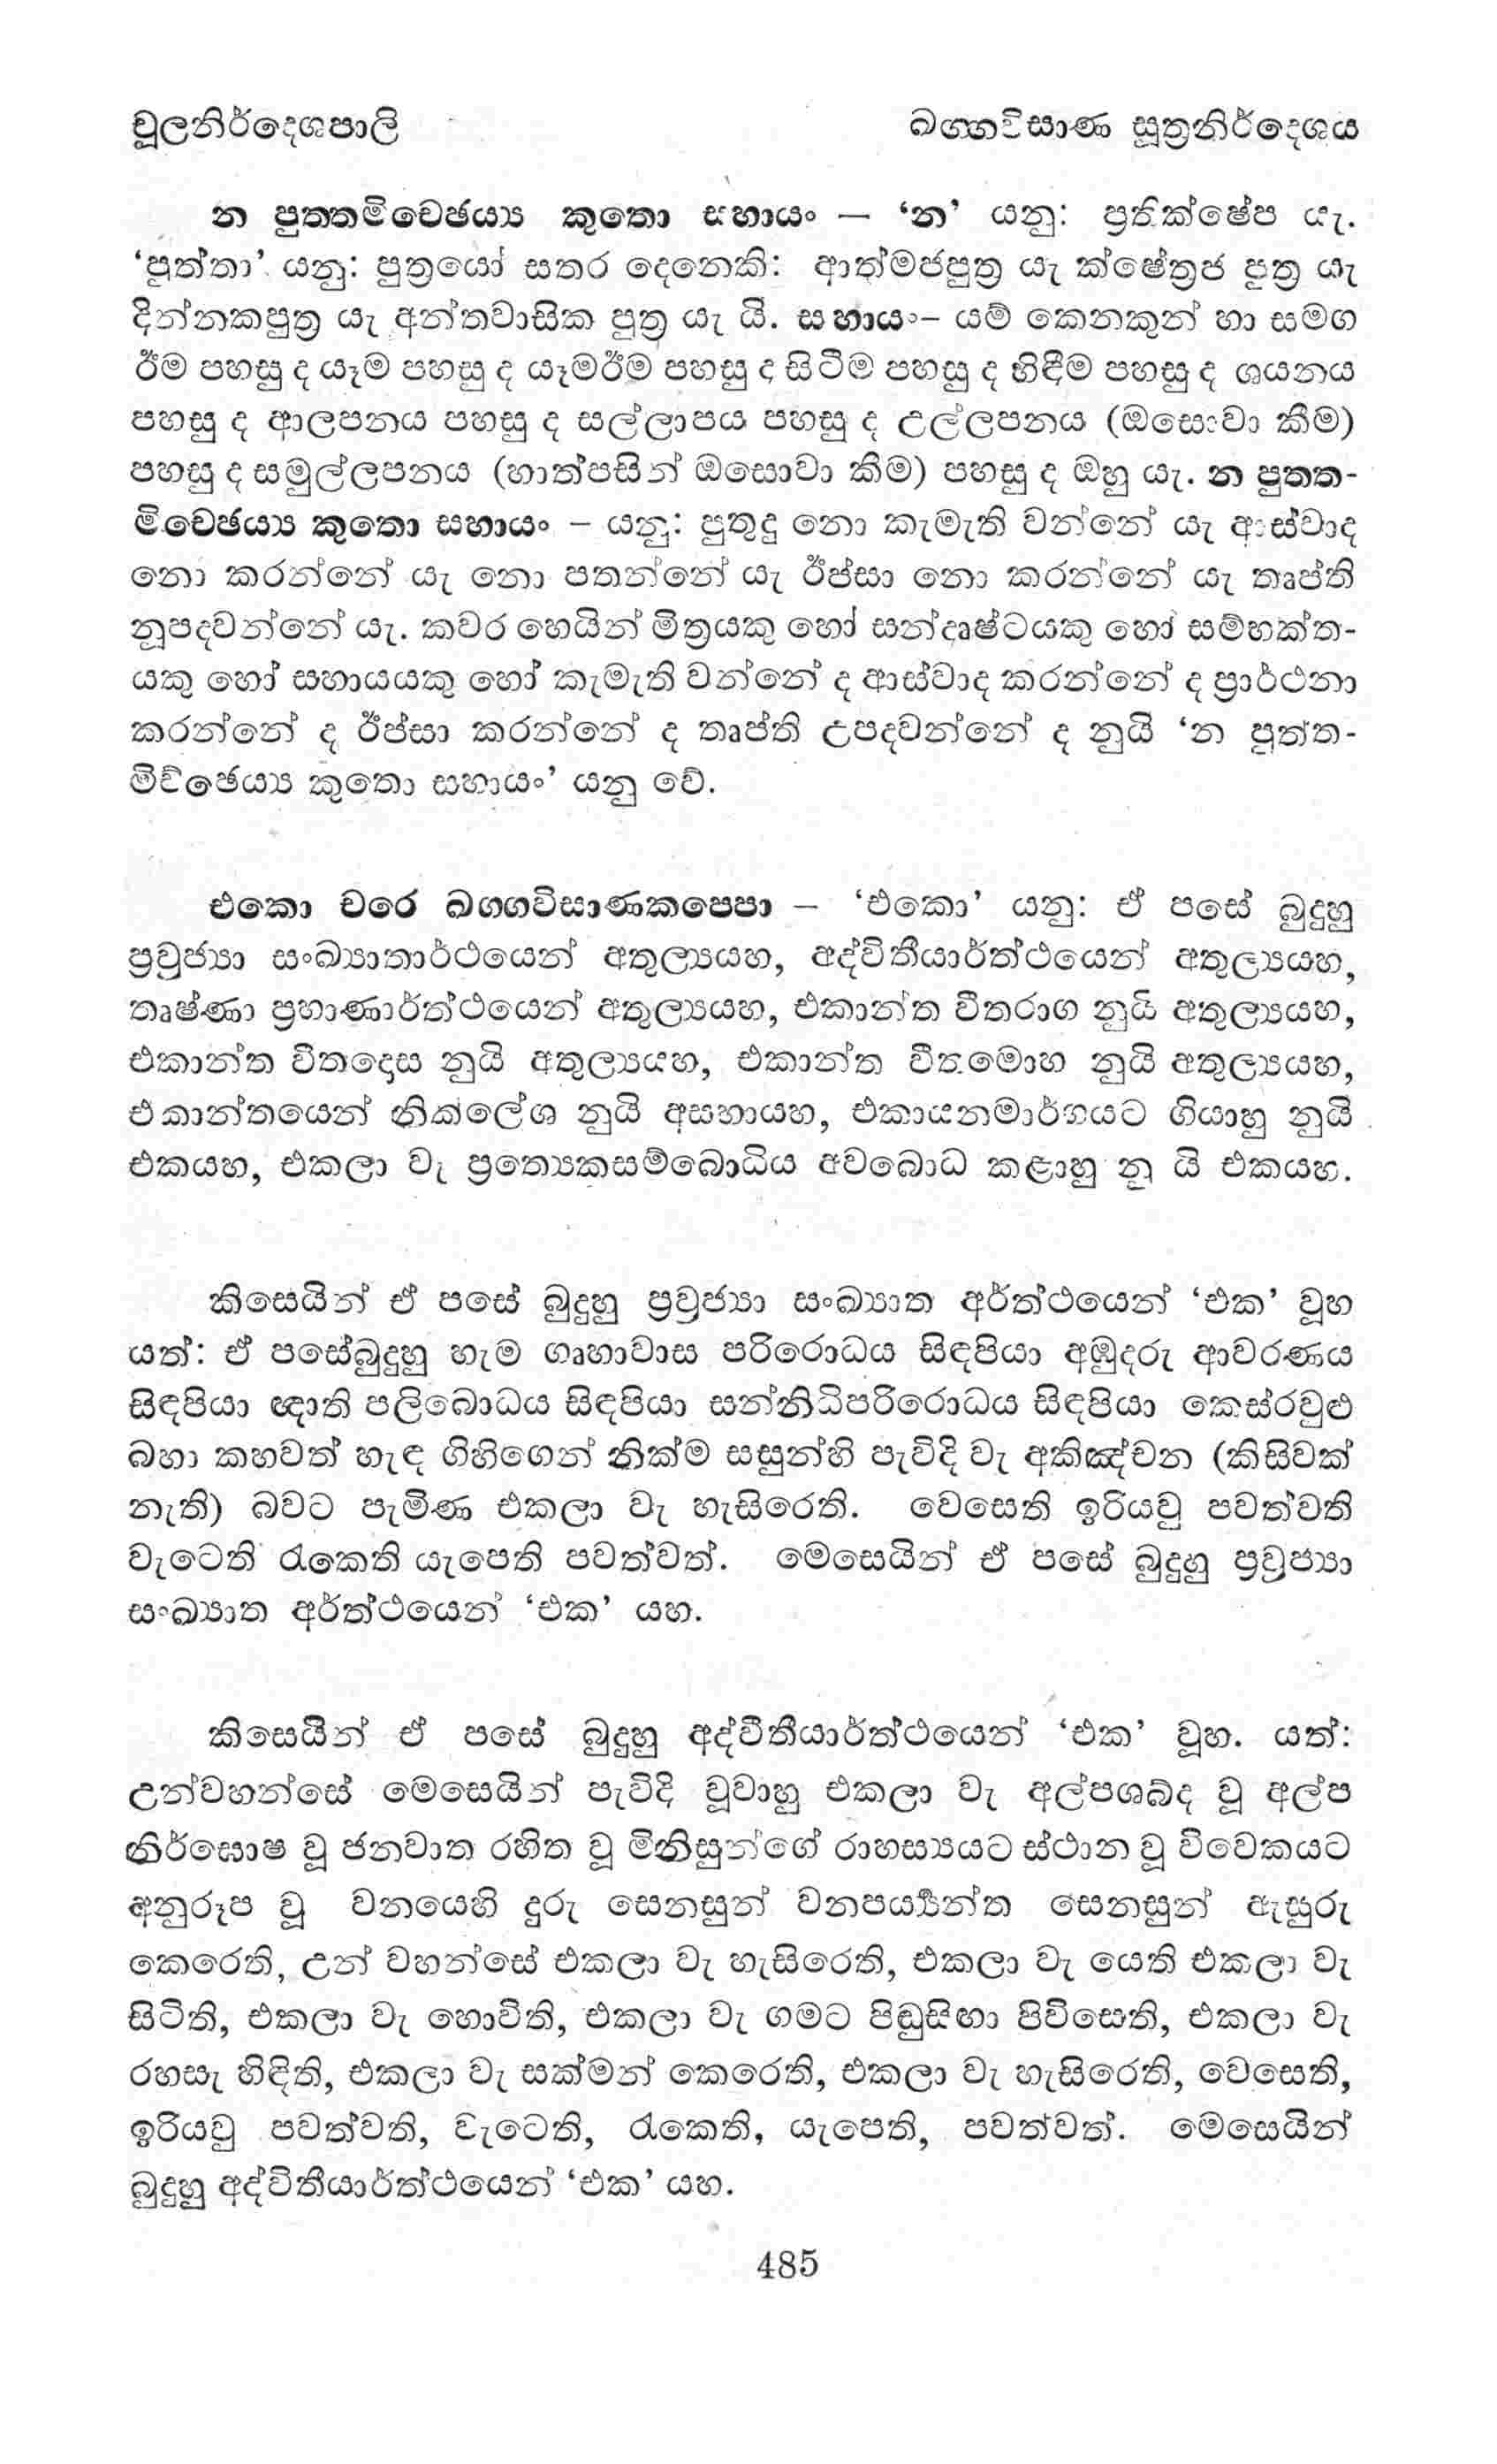 චූලනිර්දෙශපාලි ඛග්ගවිසාණ සූත්‍රනිර්දෙශය
න පුත්තමිච්ඡෙය්‍ය කුතො සහායං — ‘න’ යනු: ප්‍රතික්ෂේප යැ.
‘පුත්තා’ යනු: පුත්‍රයෝ සතර දෙනෙකි: ආත්මජපුත්‍ර යැ ක්ෂේත්‍රජ පුත්‍ර යැ
දින්නකපුත්‍ර යැ අන්තවාසික පුත්‍ර යැ යි. සහායං– යම් කෙනකුන් හා සමග
ඊම පහසු ද යෑම පහසු ද යෑමඊම පහසු ද සිටීම පහසු ද හිඳීම පහසු ද ශයනය
පහසු ද ආලපනය පහසු ද සල්ලාපය පහසු ද උල්ලපනය (ඔසොවා කීම)
පහසු ද සමුල්ලපනය (හාත්පසින් ඔසොවා කීම) පහසු ද ඔහු යැ. න පුත්ත-
මිච්ඡෙය්‍ය කුතො සහායං – යනු: පුතුදු නො කැමැති වන්නේ යැ ආස්වාද
නො කරන්නේ යැ නො පතන්නේ යැ ඊප්සා නො කරන්නේ යැ තෘප්ති
නූපදවන්නේ යැ. කවර හෙයින් මිත්‍රයකු හෝ සන්දෘෂ්ටයකු හෝ සම්භක්ත-
යකු හෝ සහායයකු හෝ කැමැති වන්නේ ද ආස්වාද කරන්නේ ද ප්‍රාර්ථනා
කරන්නේ ද ඊප්සා කරන්නේ ද තෘප්ති උපදවන්නේ ද නුයි ‘න පුත්ත-
මිච්ඡෙය්‍ය කුතො සහායං’ යනු වේ.
එකො චරෙ ඛග්ගවිසාණකප්පො – ‘එකො’ යනු: ඒ පසේ බුදුහු
ප්‍රව්‍රජ්‍යා සංඛ්‍යාතාර්ථයෙන් අතුල්‍යයහ, අද්විතීයාර්ත්ථයෙන් අතුල්‍යයහ,
තෘෂ්ණා ප්‍රහාණාර්ත්ථයෙන් අතුල්‍යයහ, එකාන්ත වීතරාග නුයි අතුල්‍යයහ,
එකාන්ත වීතදොස නුයි අතුල්‍යයහ, එකාන්ත වීතමොහ නුයි අතුල්‍යයහ,
එකාන්තයෙන් නික්ලේශ නුයි අසහායහ, එකායනමාර්ගයට ගියාහු නුයි
එකයහ, එකලා වැ ප්‍රත්‍යෙකසම්බොධිය අවබොධ කළාහු නූ යි එකයහ.
කිසෙයින් ඒ පසේ බුදුහු ප්‍රව්‍රජ්‍යා සංඛ්‍යාත අර්ත්ථයෙන් ‘එක’ වූහ
යත්: ඒ පසේබුදුහු හැම ගෘහාවාස පරිරොධය සිඳපියා අඹුදරු ආවරණය
සිඳපියා ඥාති පලිබොධය සිඳපියා සන්නිධිපරිරොධය සිඳපියා කෙස්රවුළු
බහා කහවත් හැඳ ගිහිගෙන් නික්ම සසුන්හි පැවිදි වැ අකිඤ්චන (කිසිවක්
නැති) බවට පැමිණ එකලා වැ හැසිරෙති. වෙසෙති ඉරියවු පවත්වති
වැටෙති රැකෙති යැපෙති පවත්වත්. මෙසෙයින් ඒ පසේ බුදුහු ප්‍රව්‍රජ්‍යා
සංඛ්‍යාත අර්ත්ථයෙන් ‘එක’ යහ.
කිසෙයින් ඒ පසේ බුදුහු අද්විතීයාර්ත්ථයෙන් ‘එක’ වූහ. යත්:
උන්වහන්සේ මෙසෙයින් පැවිදි වූවාහු එකලා වැ අල්පශබ්ද වූ අල්ප
නිර්ඝොෂ වූ ජනවාත රහිත වූ මිනිසුන්ගේ රාහස්‍යයට ස්ථාන වූ විවෙකයට
අනුරූප වූ වනයෙහි දුරු සෙනසුන් වනපර්‍ය්‍යන්ත සෙනසුන් ඇසුරු
කෙරෙති, උන් වහන්සේ එකලා වැ හැසිරෙති, එකලා වැ යෙති එකලා වැ
සිටිති, එකලා වැ හොවිති, එකලා වැ ගමට පිඬුසිඟා පිවිසෙති, එකලා වැ
රහසැ හිඳිති, එකලා වැ සක්මන් කෙරෙති, එකලා වැ හැසිරෙති, වෙසෙති,
ඉරියවු පවත්වති, වැටෙති, රැකෙති, යැපෙති, පවත්වත්. මෙසෙයින්
බුදුහු අද්විතීයාර්ත්ථයෙන් ‘එක’ යහ.
485